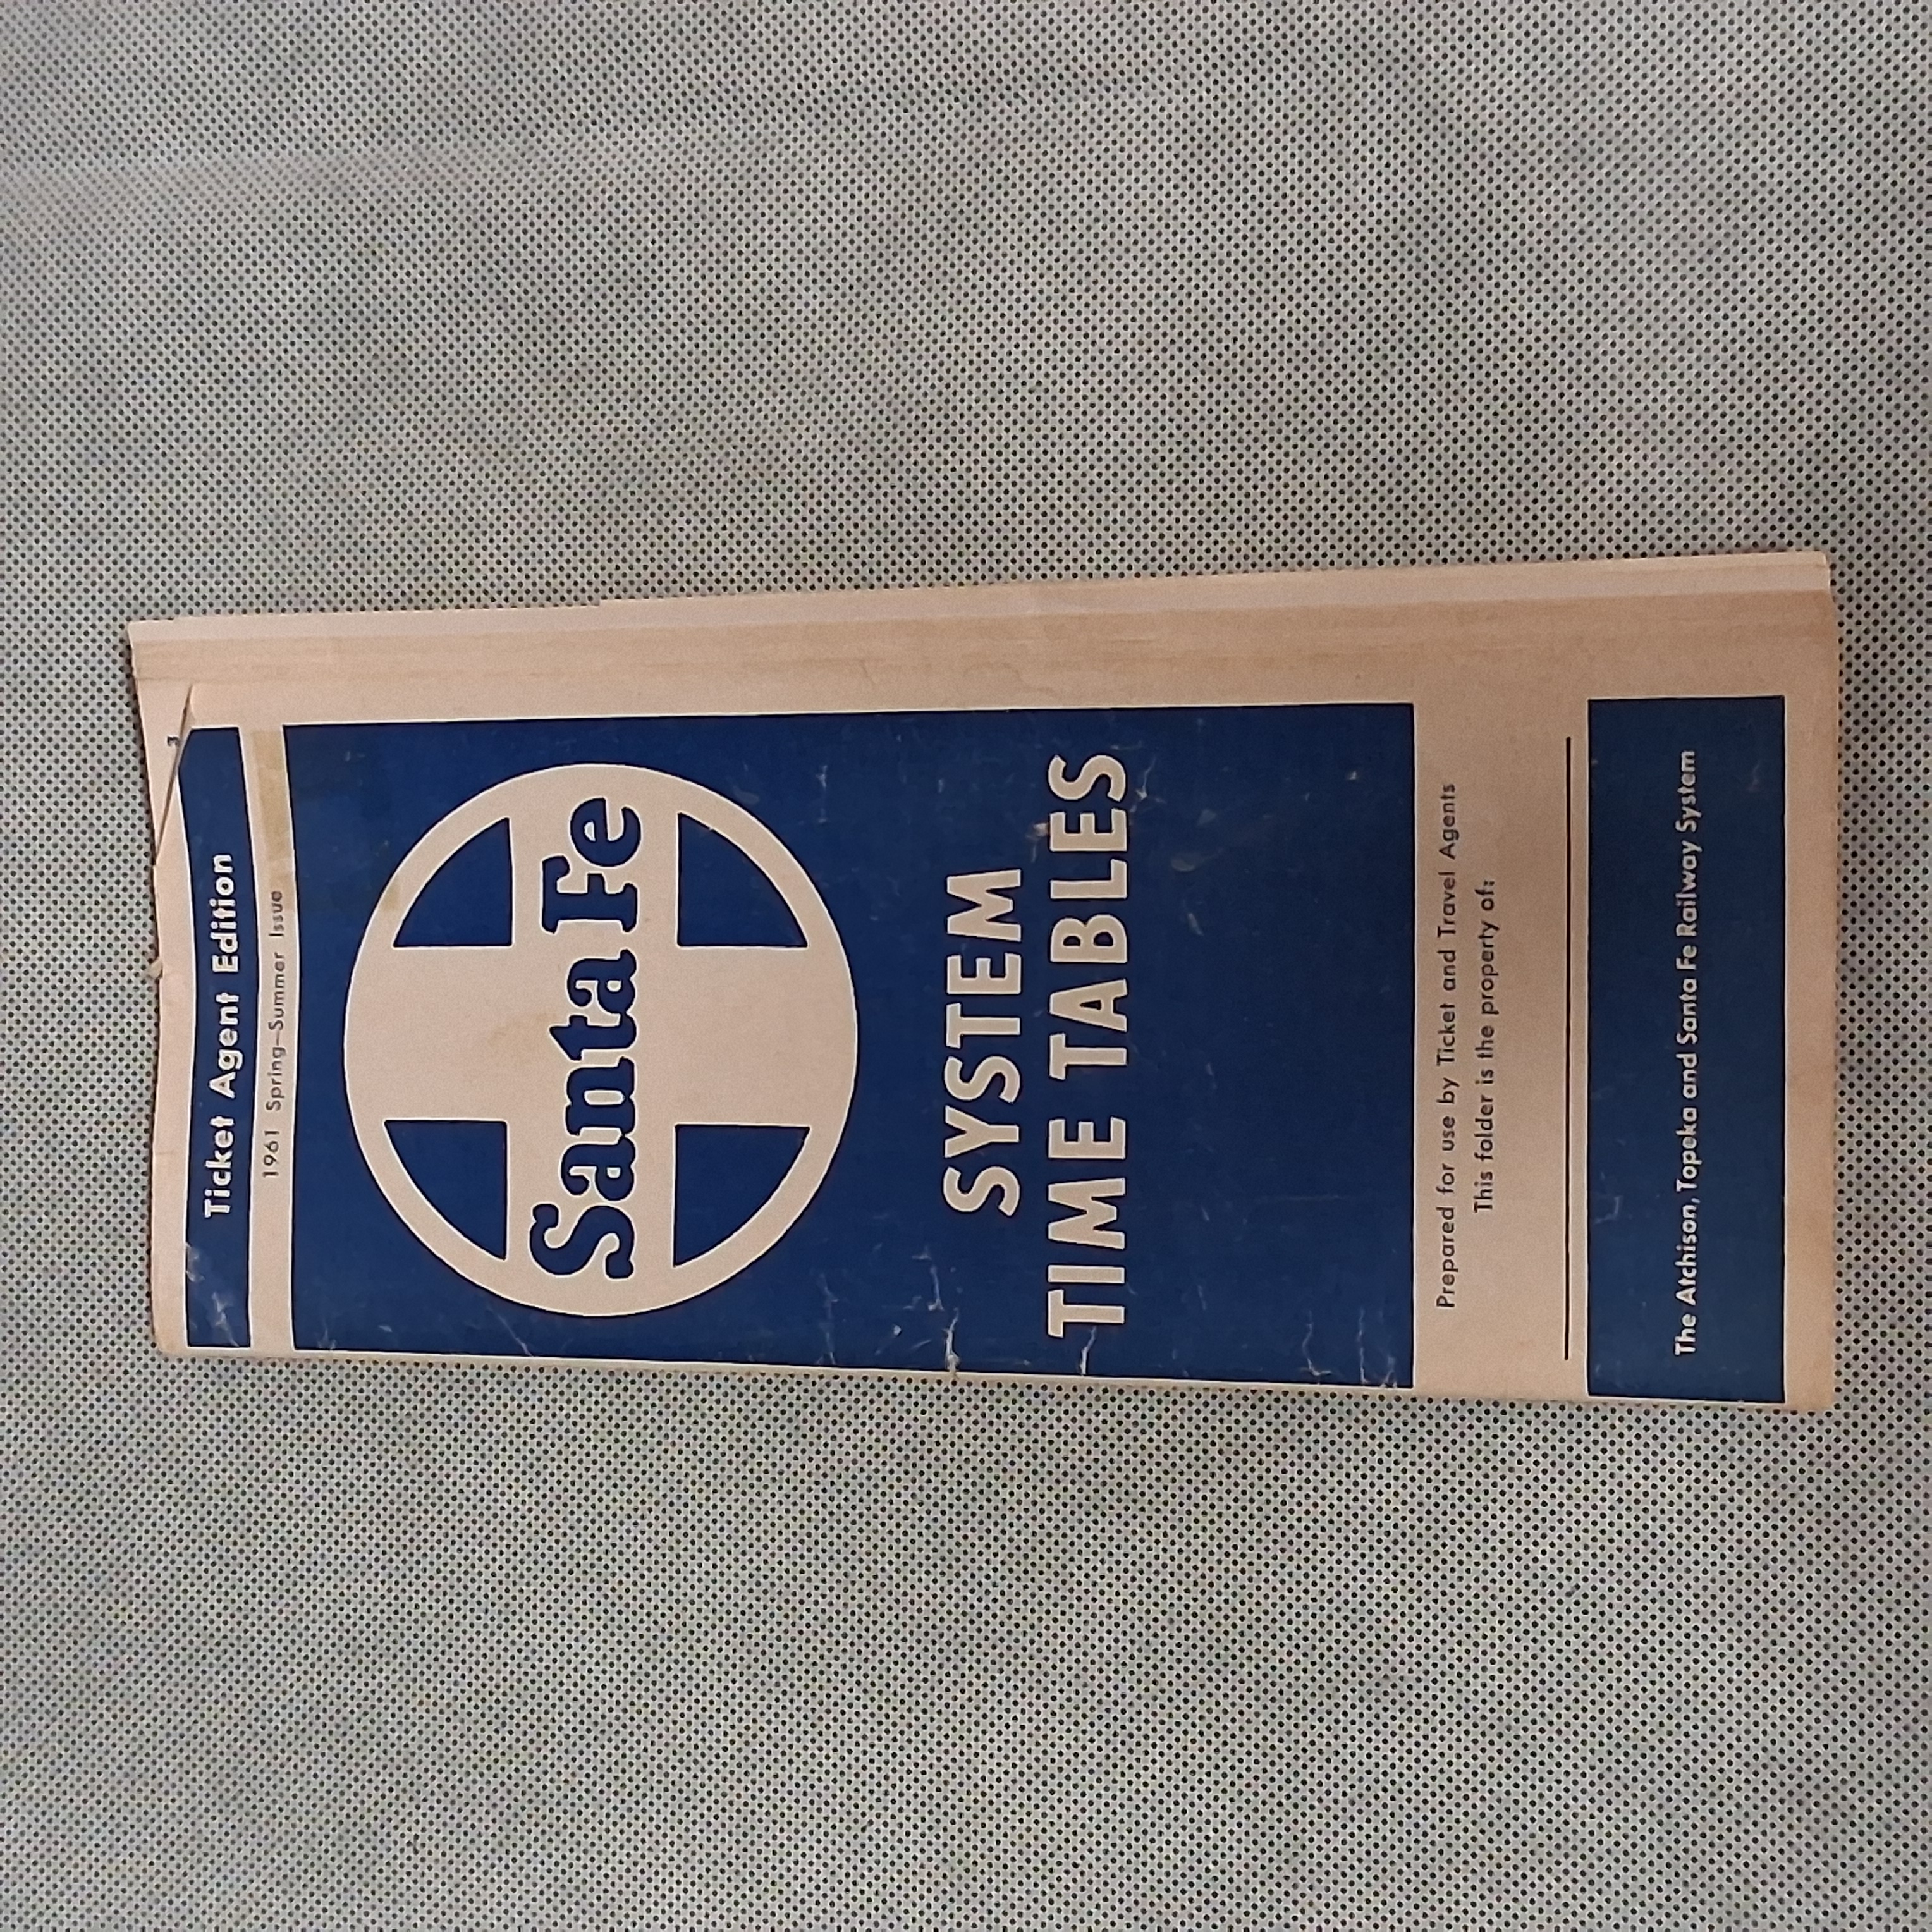 Ticket Agent Edition
1961 Spring–Summer Issue
Santa Fe
SYSTEM
TIME TABLES
Prepared for use by Ticket and Travel Agents
This folder is the property of:
The Atchison, Topeka and Santa Fe Railway System